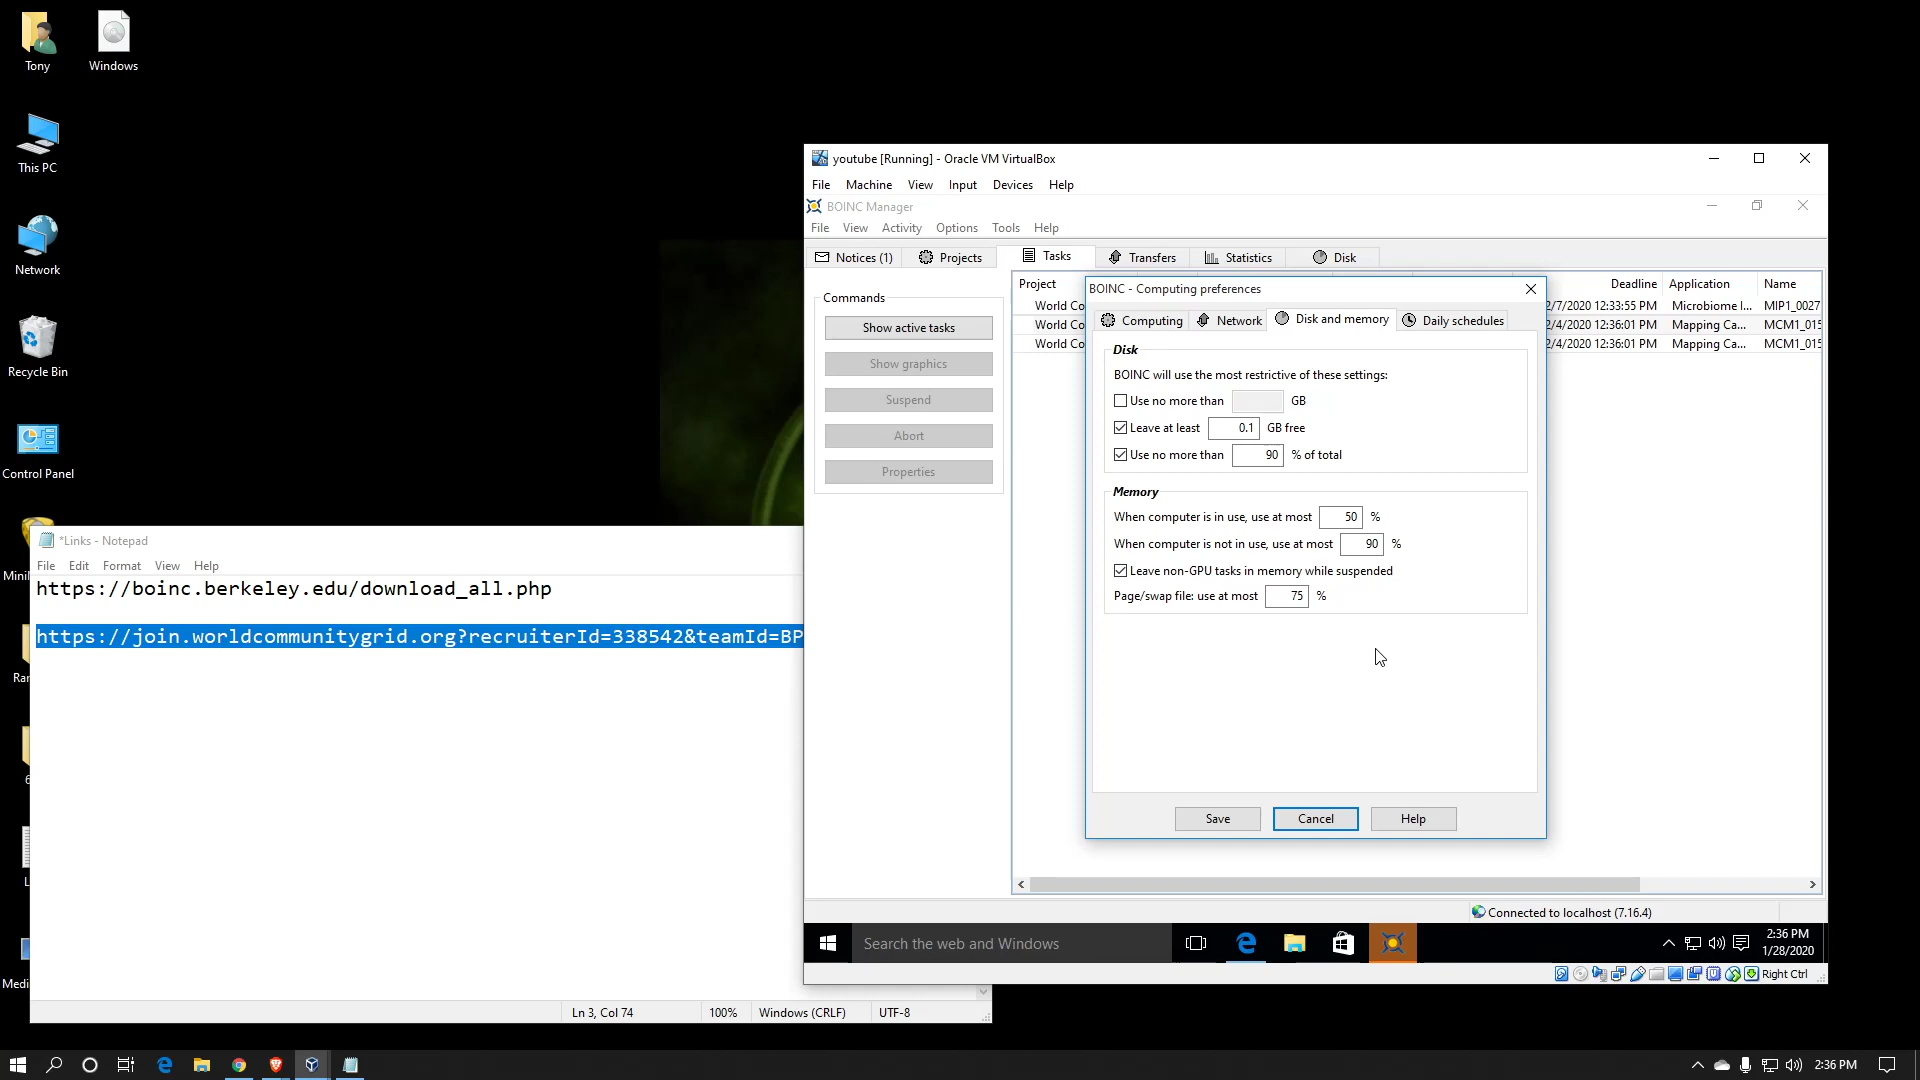 Tony
Windows
This PC
Network
Recycle Bin
Control Panel
youtube [Running] - Oracle VM VirtualBox
File Machine View Input Devices Help
BOINC Manager
File View Activity Options Tools Help
Notices (1) Projects Tasks Transfers Statistics Disk
Commands
Show active tasks
Show graphics
Suspend
Abort
Properties
Project Deadline Application Name
World Co 2/7/2020 12:33:55 PM Microbiome I... MIP1_0027
World Co 2/4/2020 12:36:01 PM Mapping Ca... MCM1_015
World Co 2/4/2020 12:36:01 PM Mapping Ca... MCM1_015
BOINC - Computing preferences
Computing Network Disk and memory Daily schedules
Disk
BOINC will use the most restrictive of these settings:
Use no more than GB
Leave at least 0.1 GB free
Use no more than 90 % of total
Memory
When computer is in use, use at most 50 %
When computer is not in use, use at most 90 %
Leave non-GPU tasks in memory while suspended
Page/swap file: use at most 75 %
Save Cancel Help
Connected to localhost (7.16.4)
Search the web and Windows
2:36 PM
1/28/2020
Right Ctrl
*Links - Notepad
File Edit Format View Help
https://boinc.berkeley.edu/download_all.php
https://join.worldcommunitygrid.org?recruiterId=338542&teamId=BP
Ln 3, Col 74 100% Windows (CRLF) UTF-8
Mini
Ra
6
L
Medi
2:36 PM